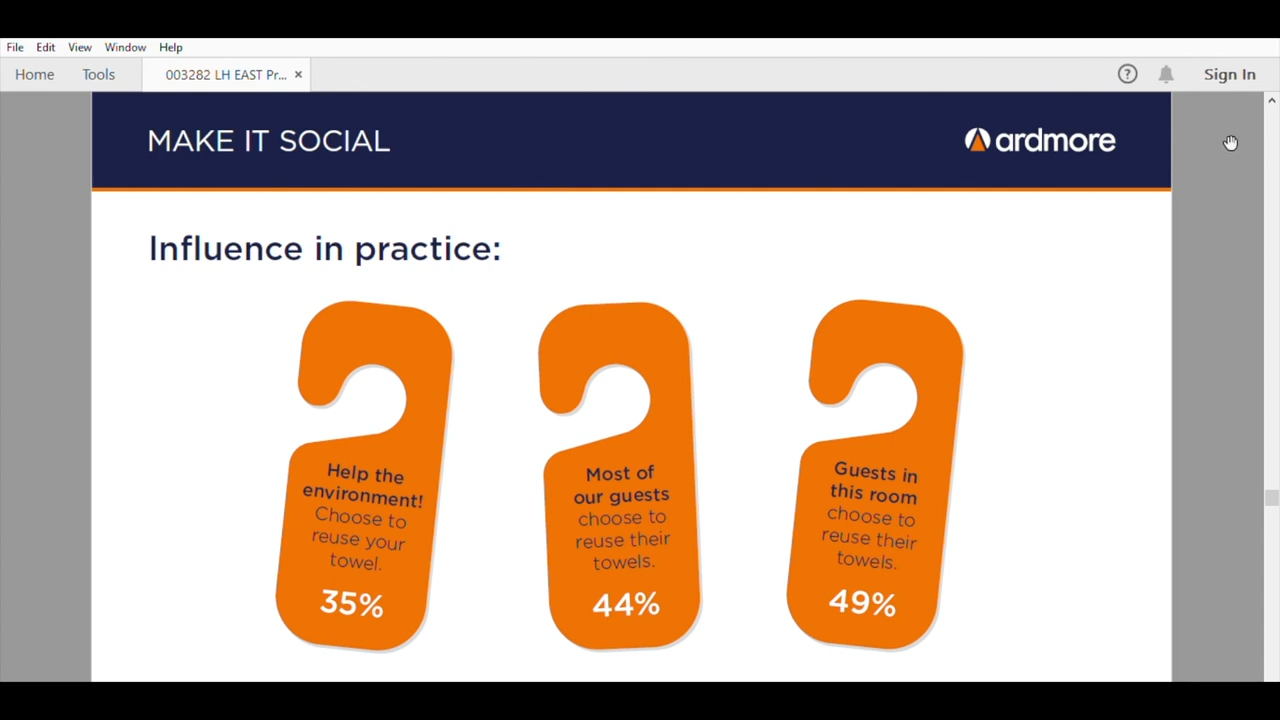 File Edit View Window Help
Home Tools 003282 LH EAST Pr... × ? Sign In
MAKE IT SOCIAL
ardmore
Influence in practice:
Help the
environment!
Choose to
reuse your
towel.
35%
Most of
our guests
choose to
reuse their
towels.
44%
Guests in
this room
choose to
reuse their
towels.
49%